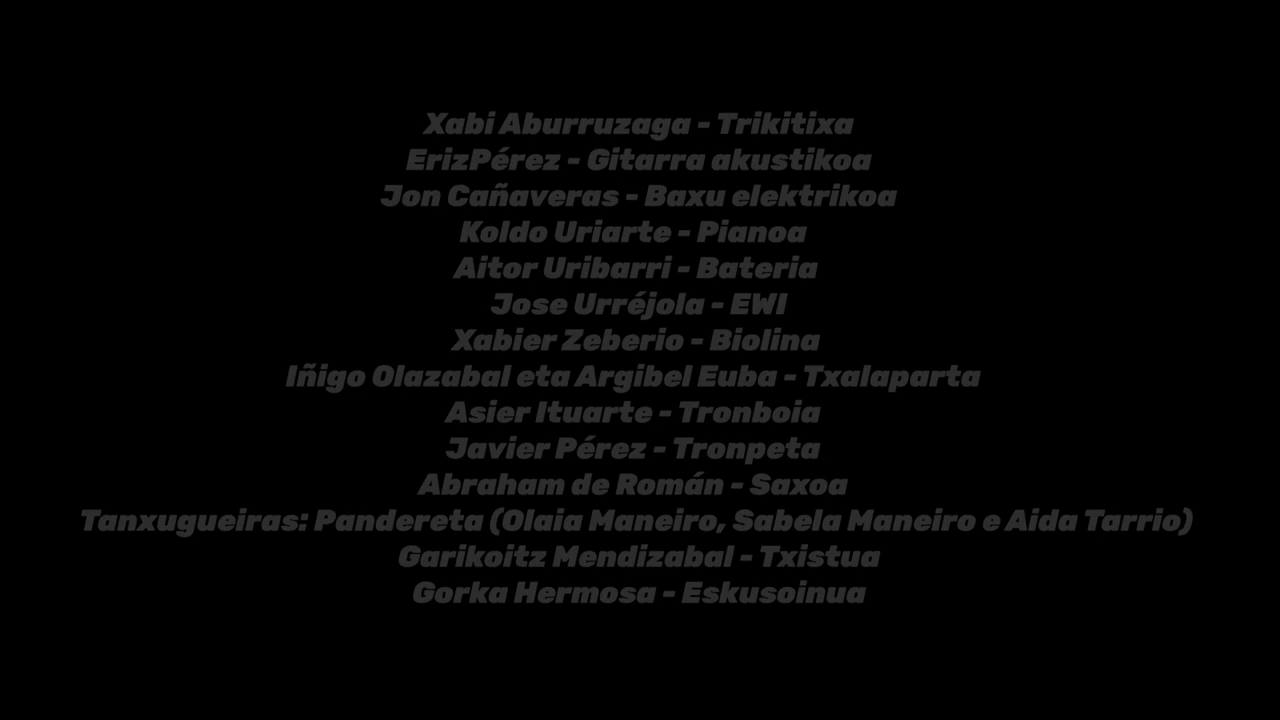 Xabi Aburruzaga - Trikitixa
ErizPérez - Gitarra akustikoa
Jon Cañaveras - Baxu elektrikoa
Koldo Uriarte - Pianoa
Aitor Uribarri - Bateria
Jose Urréjola - EWI
Xabier Zeberio - Biolina
Iñigo Olazabal eta Argibel Euba - Txalaparta
Asier Ituarte - Tronboia
Javier Pérez - Tronpeta
Abraham de Román - Saxoa
Tanxugueiras: Pandereta (Olaia Maneiro, Sabela Maneiro e Aida Tarrio)
Garikoitz Mendizabal - Txistua
Gorka Hermosa - Eskusoinua